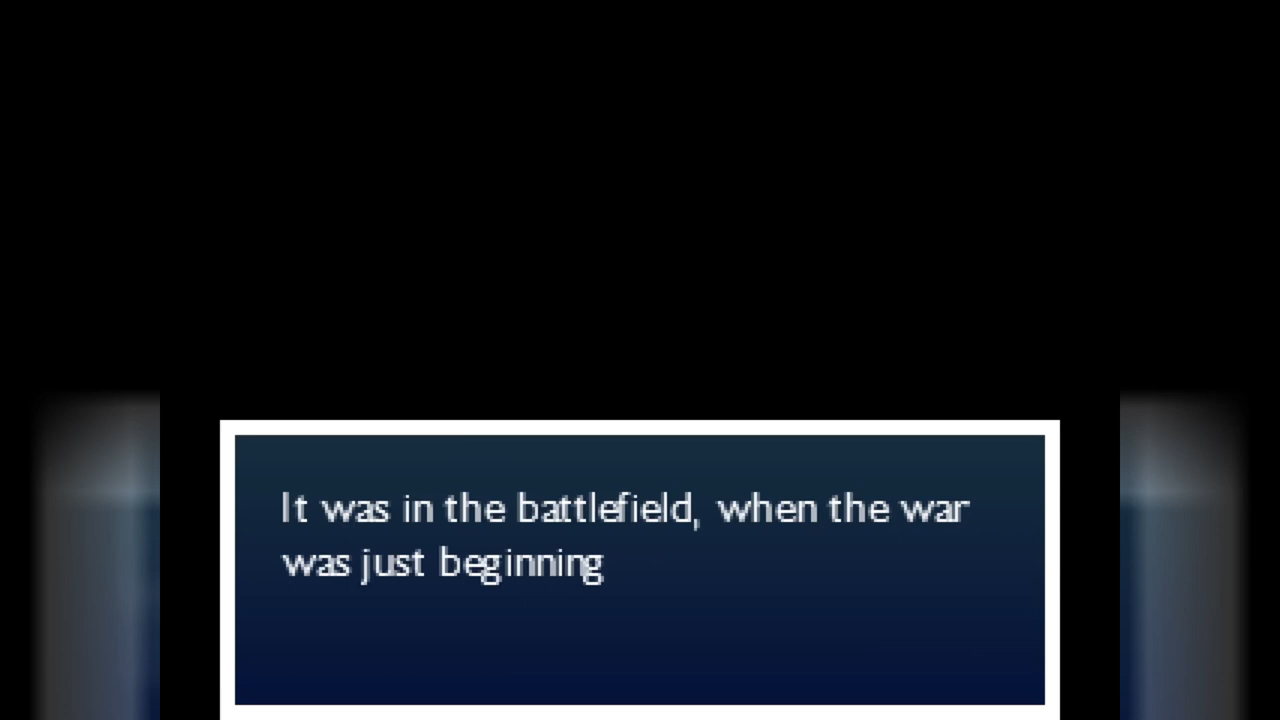 It was in the battlefield, when the war
was just beginning